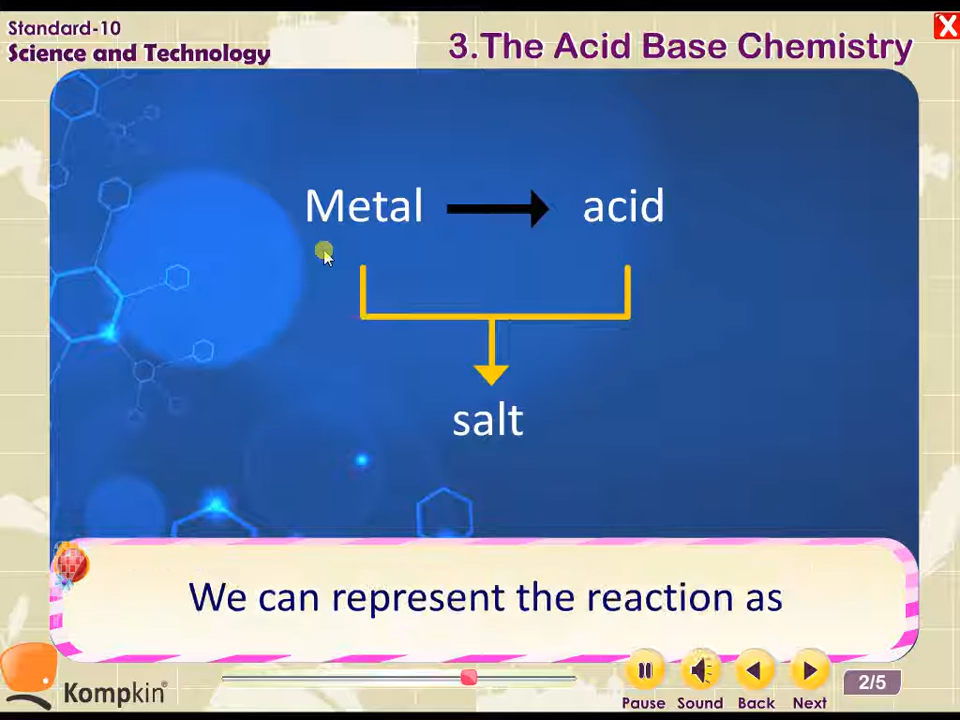 Standard-10
Science and Technology
3.The Acid Base Chemistry
X
Metal acid
salt
We can represent the reaction as
Kompkin
Pause Sound Back Next
2/5